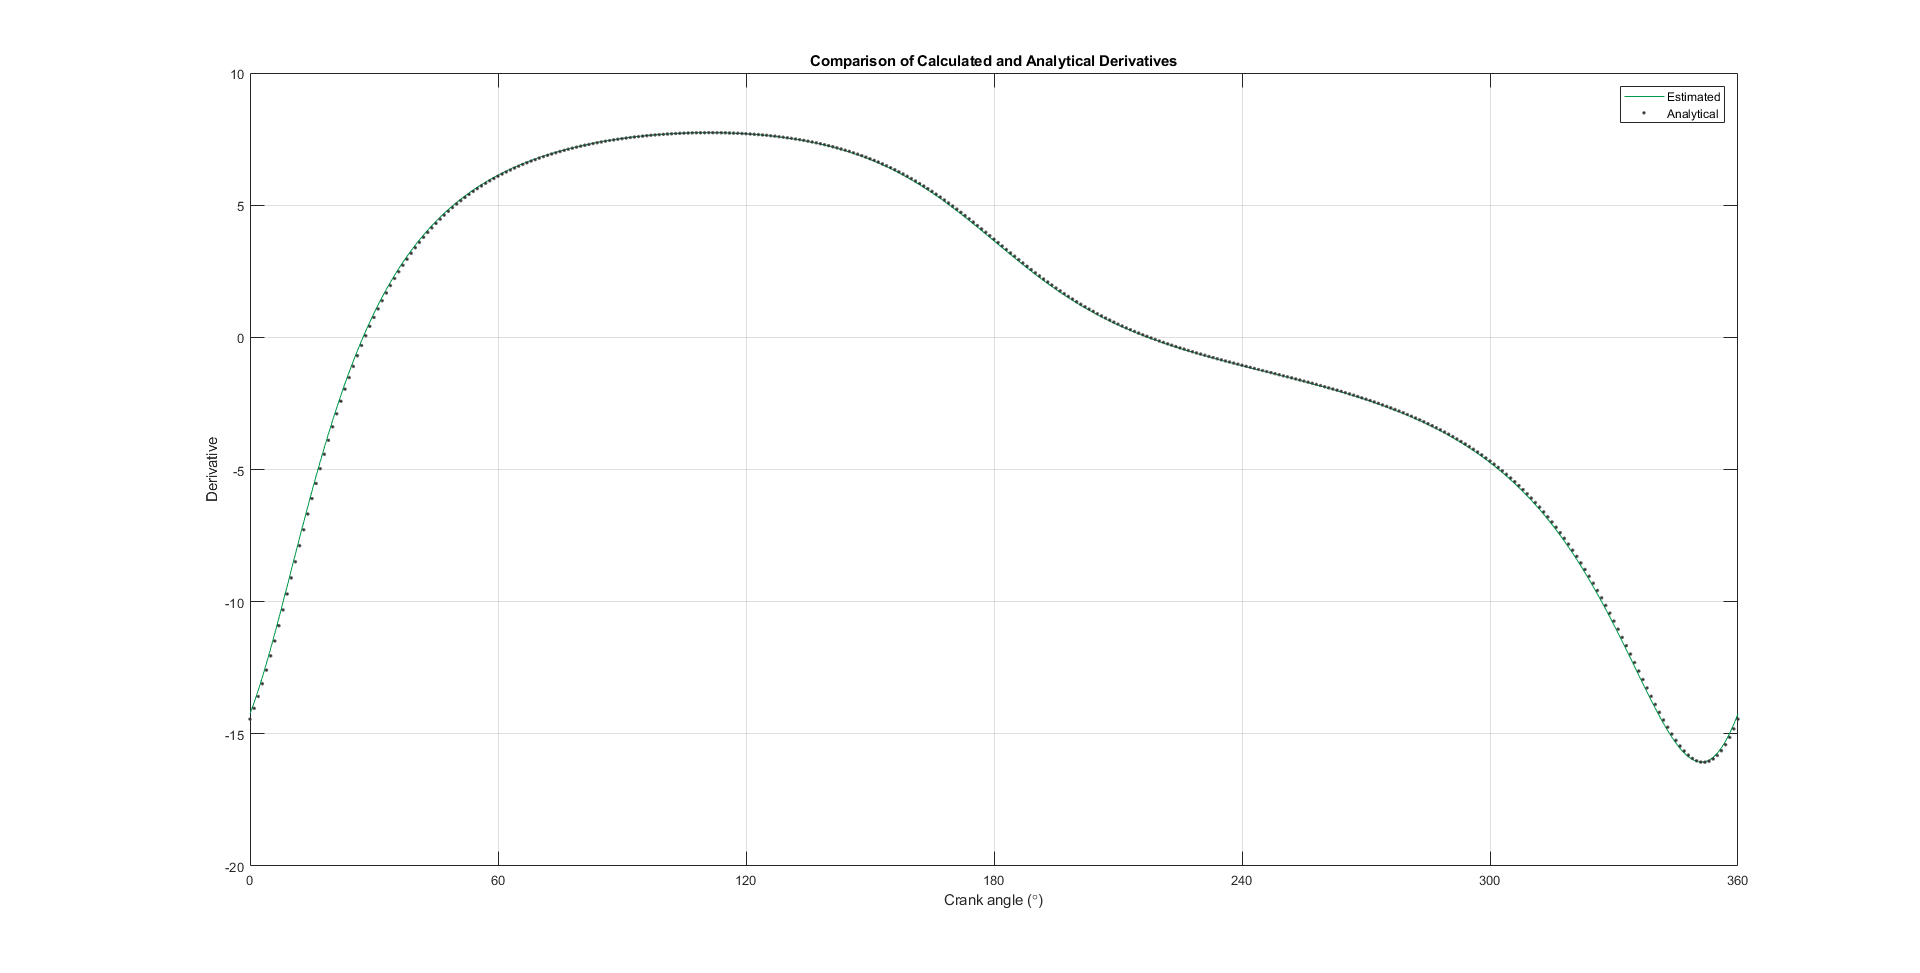 Comparison of Calculated and Analytical Derivatives
10
5
0
-5
-10
-15
-20
Derivative
Estimated
Analytical
0 60 120 180 240 300 360
Crank angle (°)